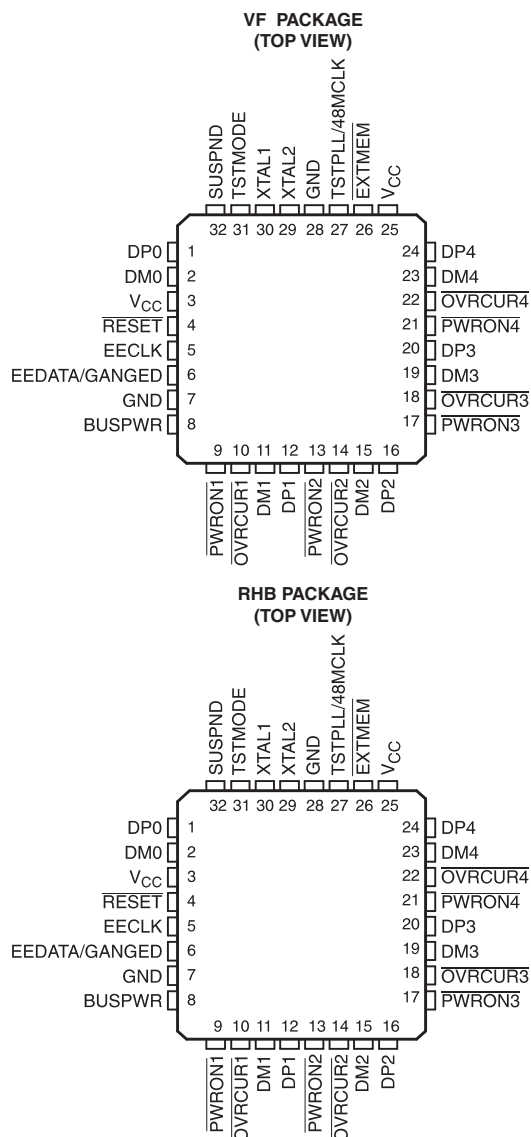 VF PACKAGE
(TOP VIEW)
SUSPND
TSTMODE
XTAL1
XTAL2
GND
TSTPLL/48MCLK
EXTMEM
VCC
32 31 30 29 28 27 26 25
DP0 1 24 DP4
DM0 2 23 DM4
VCC 3 22 OVRCUR4
RESET 4 21 PWRON4
EECLK 5 20 DP3
EEDATA/GANGED 6 19 DM3
GND 7 18 OVRCUR3
BUSPWR 8 17 PWRON3
9 10 11 12 13 14 15 16
PWRON1
OVRCUR1
DM1
DP1
PWRON2
OVRCUR2
DM2
DP2
RHB PACKAGE
(TOP VIEW)
SUSPND
TSTMODE
XTAL1
XTAL2
GND
TSTPLL/48MCLK
EXTMEM
VCC
32 31 30 29 28 27 26 25
DP0 1 24 DP4
DM0 2 23 DM4
VCC 3 22 OVRCUR4
RESET 4 21 PWRON4
EECLK 5 20 DP3
EEDATA/GANGED 6 19 DM3
GND 7 18 OVRCUR3
BUSPWR 8 17 PWRON3
9 10 11 12 13 14 15 16
PWRON1
OVRCUR1
DM1
DP1
PWRON2
OVRCUR2
DM2
DP2